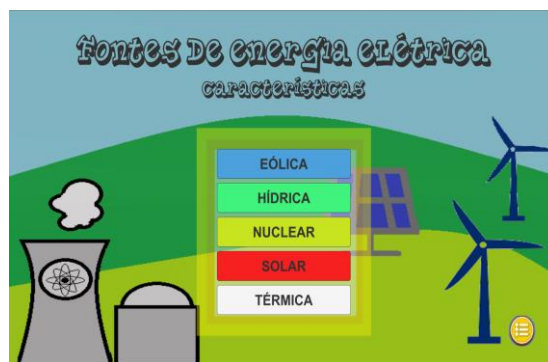 Fontes de energia elétrica
características
EÓLICA
HÍDRICA
NUCLEAR
SOLAR
TÉRMICA